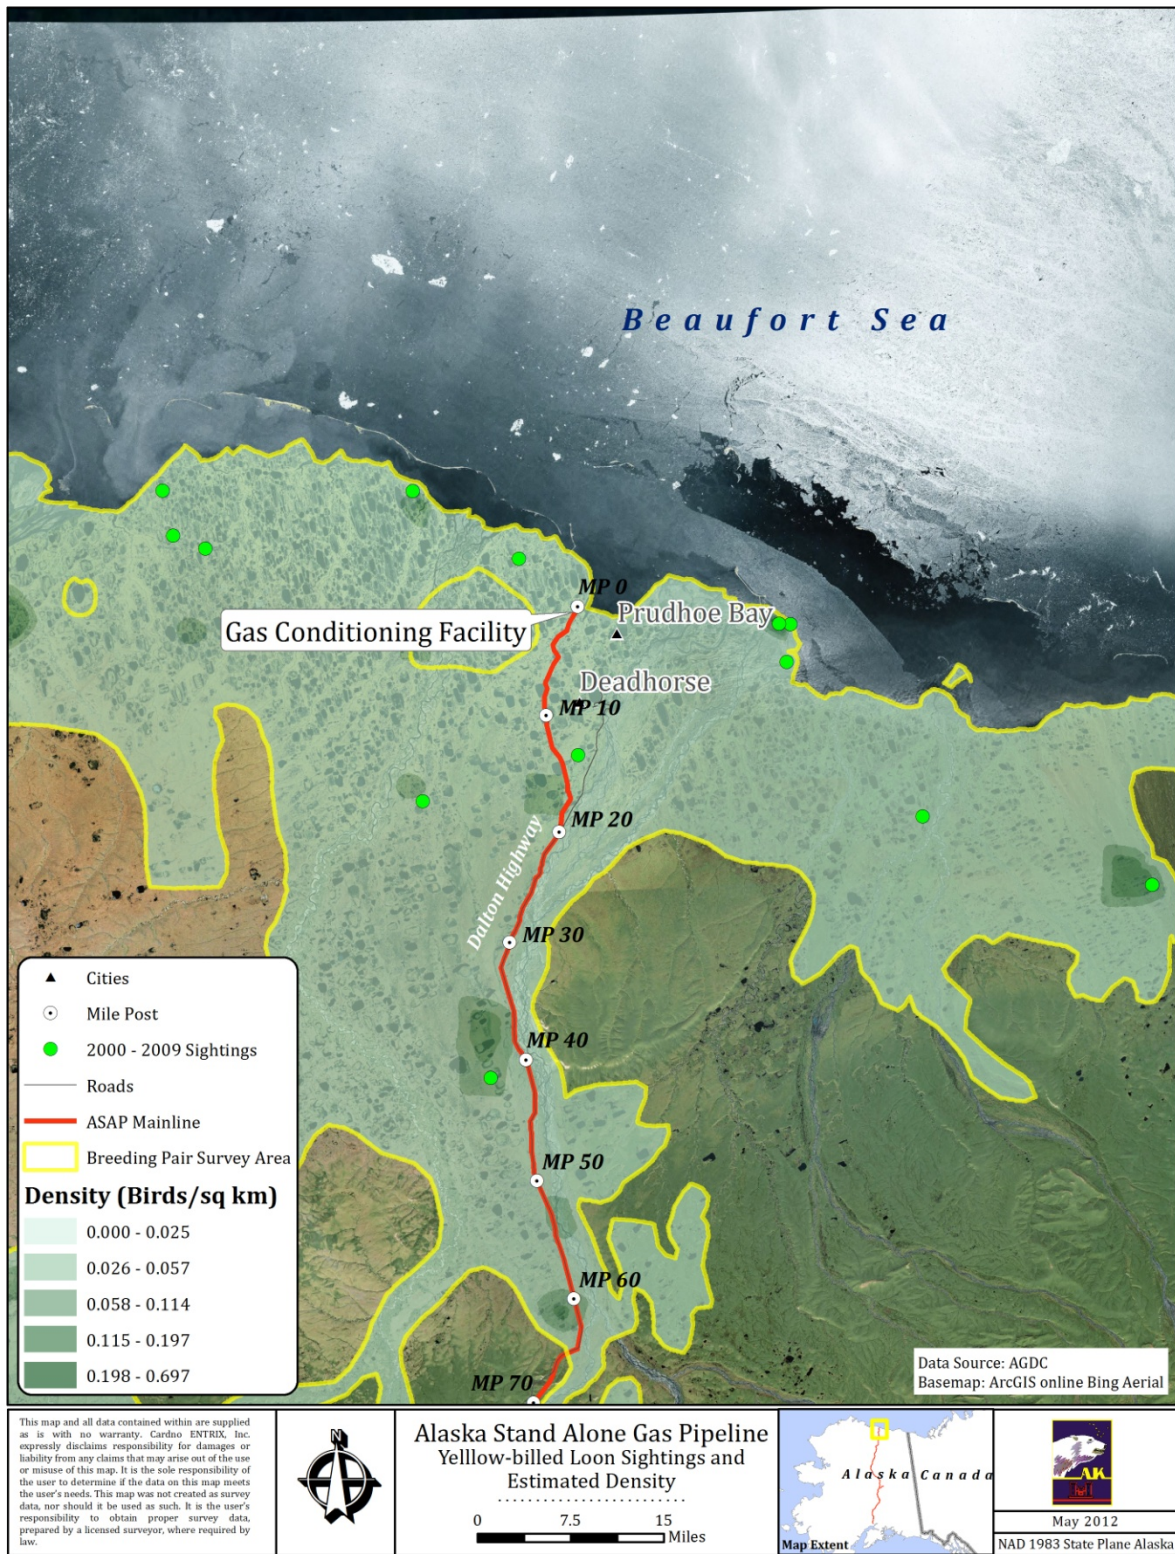 Beaufort Sea
MP 0
Prudhoe Bay
Gas Conditioning Facility
Deadhorse
MP 10
MP 20
Dalton Highway
MP 30
MP 40
MP 50
MP 60
MP 70
Cities
Mile Post
2000 - 2009 Sightings
Roads
ASAP Mainline
Breeding Pair Survey Area
Density (Birds/sq km)
0.000 - 0.025
0.026 - 0.057
0.058 - 0.114
0.115 - 0.197
0.198 - 0.697
Data Source: AGDC
Basemap: ArcGIS online Bing Aerial
This map and all data contained within are supplied
as is with no warranty. Cardno ENTRIX, Inc.
expressly disclaims responsibility for damages or
liability from any claims that may arise out of the use
or misuse of this map. It is the sole responsibility of
the user to determine if the data on this map meets
the user's needs. This map was not created as survey
data, nor should it be used as such. It is the user's
responsibility to obtain proper survey data,
prepared by a licensed surveyor, where required by
law.
N
Alaska Stand Alone Gas Pipeline
Yelllow-billed Loon Sightings and
Estimated Density
0 7.5 15
Miles
Alaska Canada
Map Extent
AK
May 2012
NAD 1983 State Plane Alaska